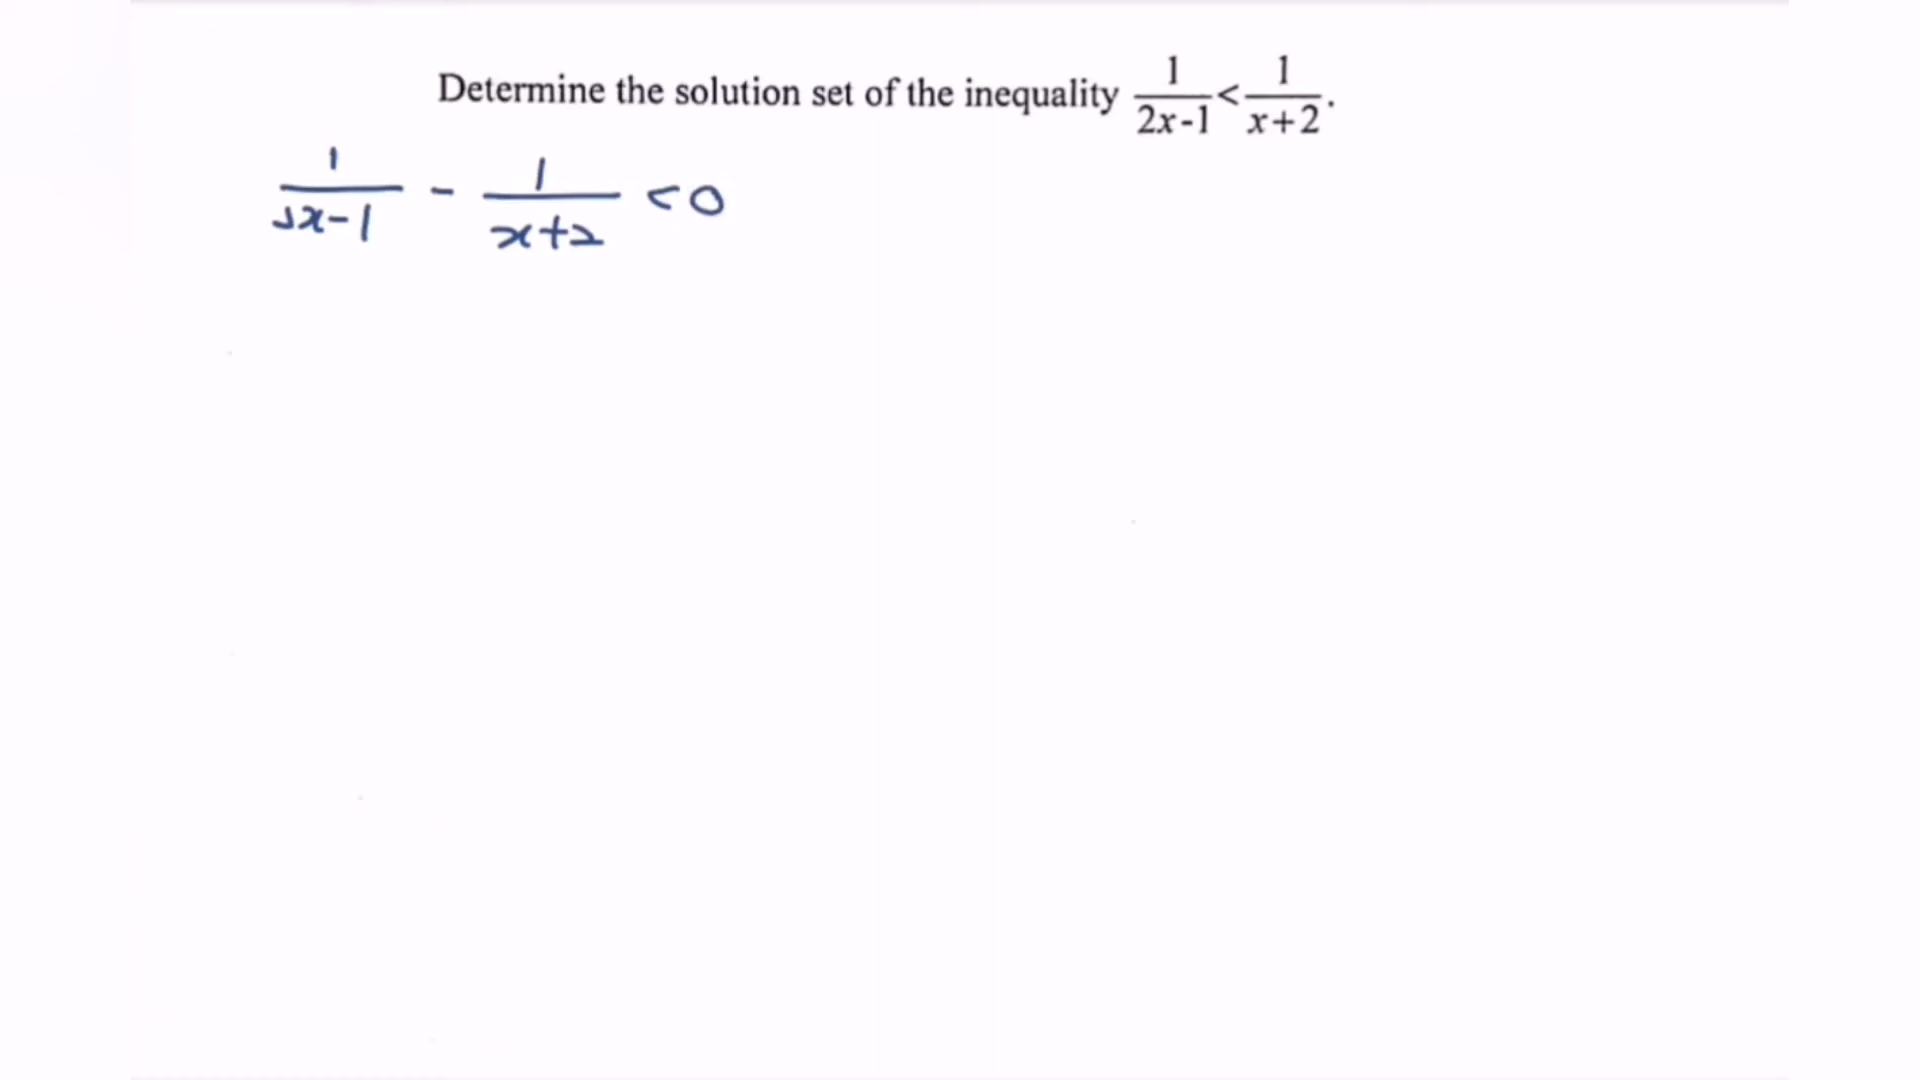 Determine the solution set of the inequality 1/(2x-1) < 1/(x+2).
1/(2x-1) - 1/(x+2) < 0